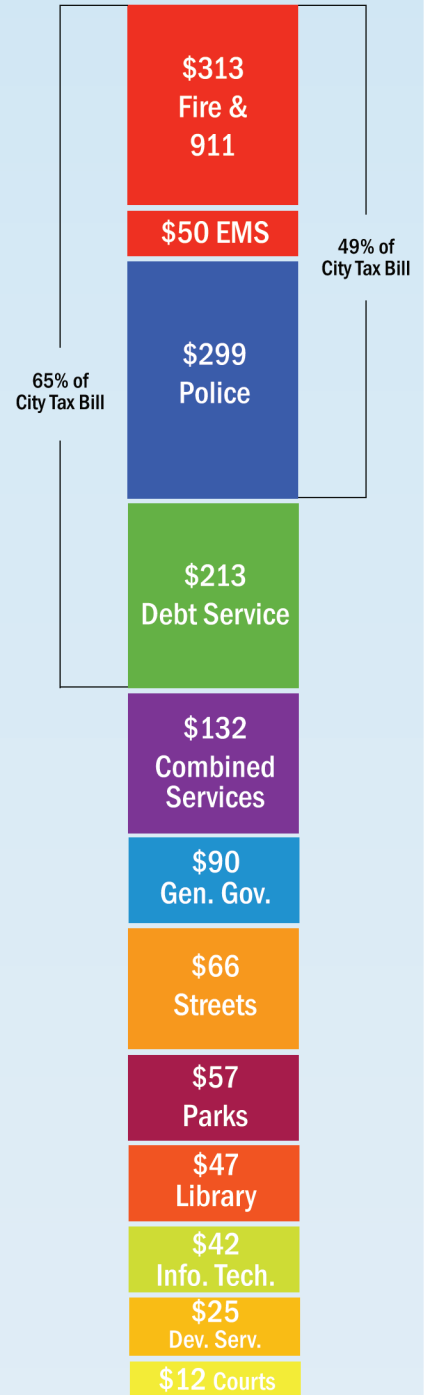 $313
Fire &
911
$50 EMS
49% of
City Tax Bill
$299
Police
65% of
City Tax Bill
$213
Debt Service
$132
Combined
Services
$90
Gen. Gov.
$66
Streets
$57
Parks
$47
Library
$42
Info. Tech.
$25
Dev. Serv.
$12 Courts